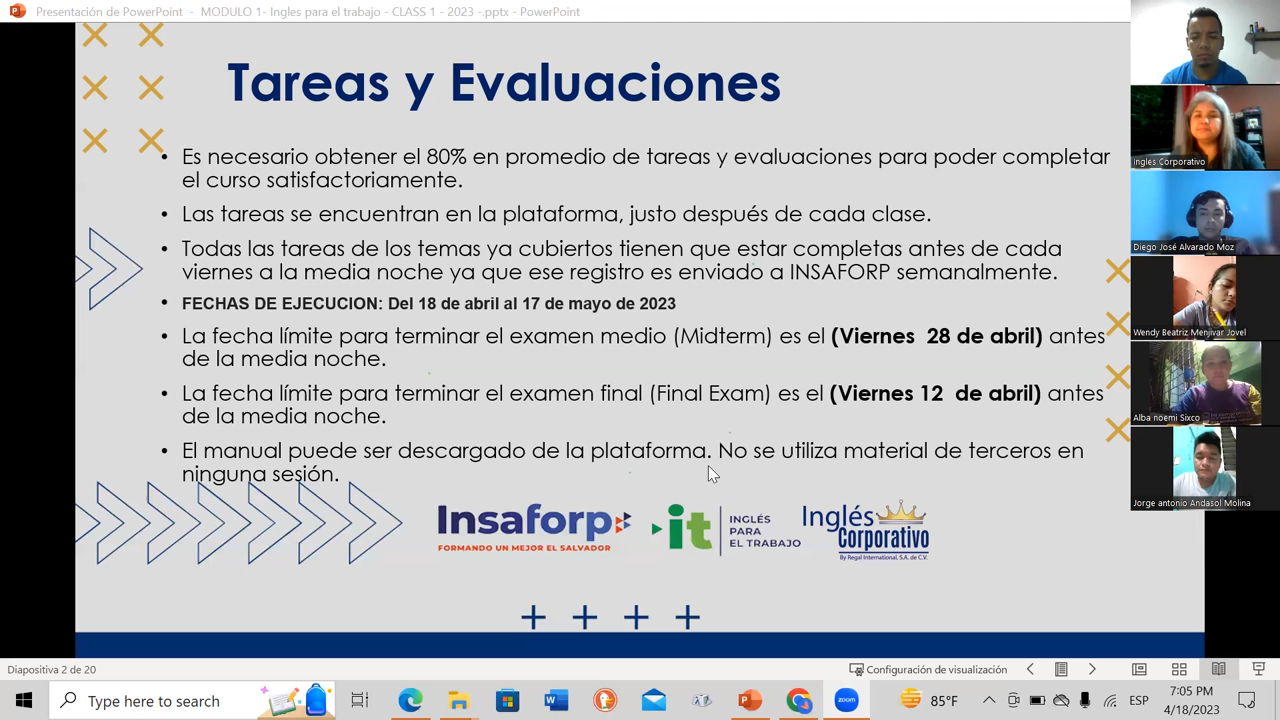 Presentación de PowerPoint - MODULO 1- Ingles para el trabajo - CLASS 1 - 2023 -.pptx - PowerPoint
Tareas y Evaluaciones
• Es necesario obtener el 80% en promedio de tareas y evaluaciones para poder completar
el curso satisfactoriamente.
• Las tareas se encuentran en la plataforma, justo después de cada clase.
• Todas las tareas de los temas ya cubiertos tienen que estar completas antes de cada
viernes a la media noche ya que ese registro es enviado a INSAFORP semanalmente.
• FECHAS DE EJECUCION: Del 18 de abril al 17 de mayo de 2023
• La fecha límite para terminar el examen medio (Midterm) es el (Viernes 28 de abril) antes
de la media noche.
• La fecha límite para terminar el examen final (Final Exam) es el (Viernes 12 de abril) antes
de la media noche.
• El manual puede ser descargado de la plataforma. No se utiliza material de terceros en
ninguna sesión.
Insaforp
FORMANDO UN MEJOR EL SALVADOR
it
INGLÉS
PARA
EL TRABAJO
Inglés
Corporativo
By Regal International, S.A. de C.V.
Ingles Corporativo
Diego José Alvarado Moz
Wendy Beatriz Menjivar Jovel
Alba noemi Sixco
Jorge antonio Andasol Molina
Diapositiva 2 de 20
Configuración de visualización
Type here to search
zoom
85°F
ESP
7:05 PM
4/18/2023